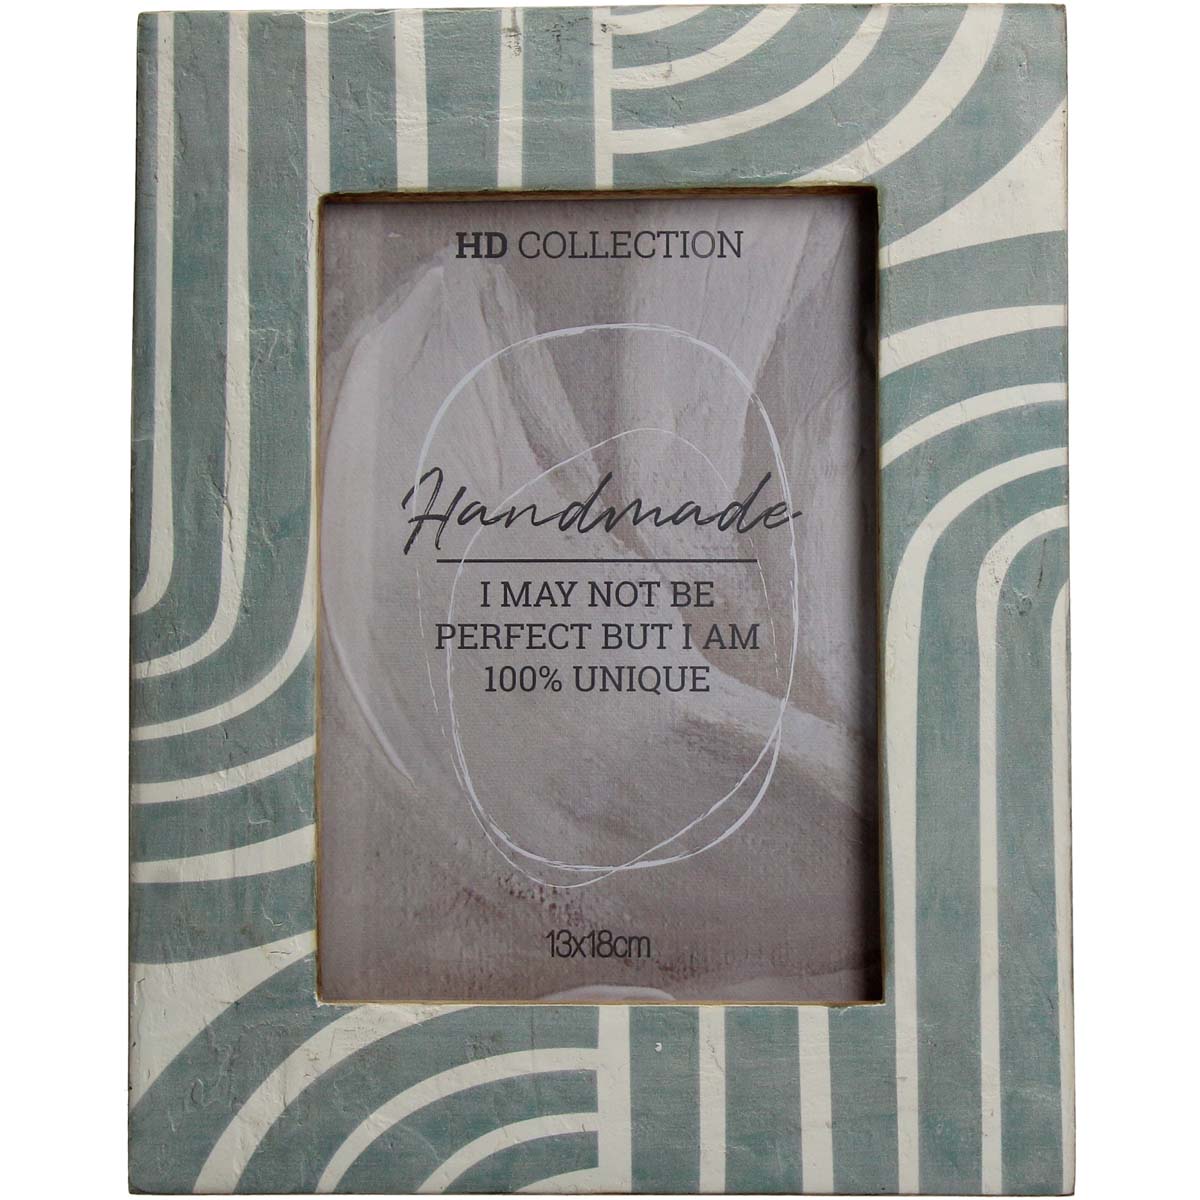 HD COLLECTION
Handmade
I MAY NOT BE
PERFECT BUT I AM
100% UNIQUE
13x18cm